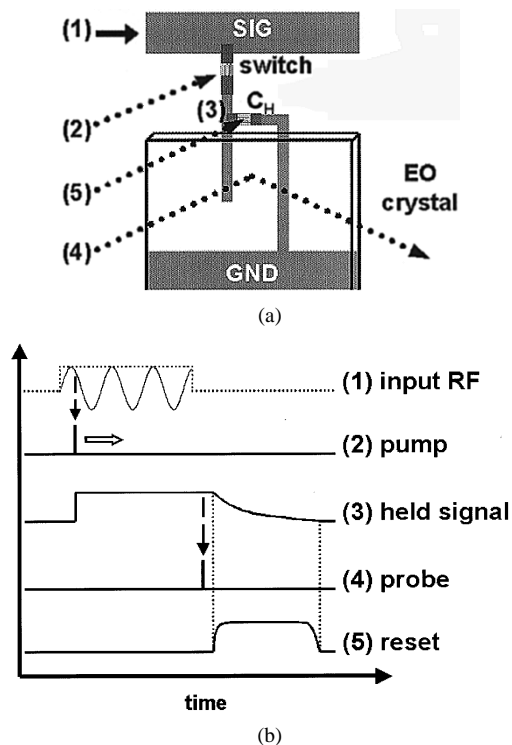 (1)
SIG
switch
(3) C_H
(2)
(5)
EO
crystal
(4)
GND
(a)
(1) input RF
(2) pump
(3) held signal
(4) probe
(5) reset
time
(b)